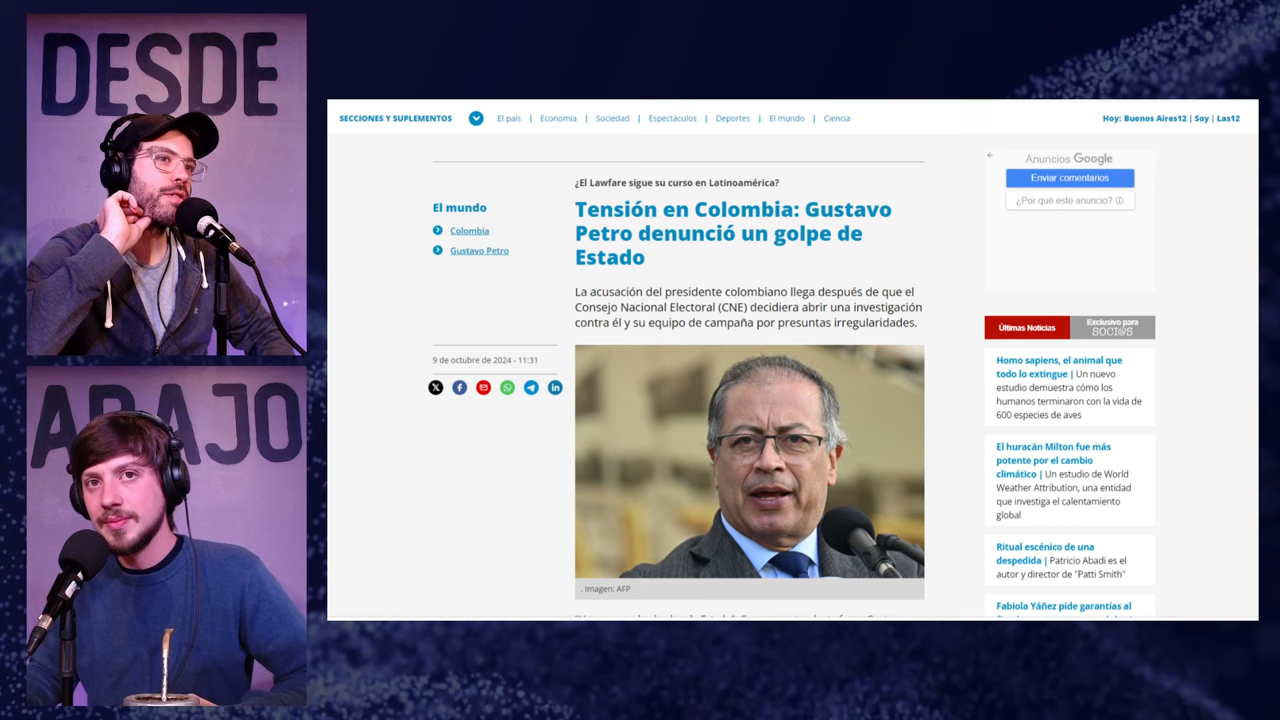 DESDE
ABAJO
SECCIONES Y SUPLEMENTOS
El país | Economía | Sociedad | Espectáculos | Deportes | El mundo | Ciencia
Hoy: Buenos Aires12 | Soy | Las12
El mundo
Colombia
Gustavo Petro
9 de octubre de 2024 - 11:31
¿El Lawfare sigue su curso en Latinoamérica?
Tensión en Colombia: Gustavo
Petro denunció un golpe de
Estado
La acusación del presidente colombiano llega después de que el
Consejo Nacional Electoral (CNE) decidiera abrir una investigación
contra él y su equipo de campaña por presuntas irregularidades.
. Imagen: AFP
Anuncios Google
Enviar comentarios
¿Por qué este anuncio?
Últimas Noticias
Exclusivo para
SOCI@S
Homo sapiens, el animal que
todo lo extingue | Un nuevo
estudio demuestra cómo los
humanos terminaron con la vida de
600 especies de aves
El huracán Milton fue más
potente por el cambio
climático | Un estudio de World
Weather Attribution, una entidad
que investiga el calentamiento
global
Ritual escénico de una
despedida | Patricio Abadi es el
autor y director de "Patti Smith"
Fabiola Yáñez pide garantías al